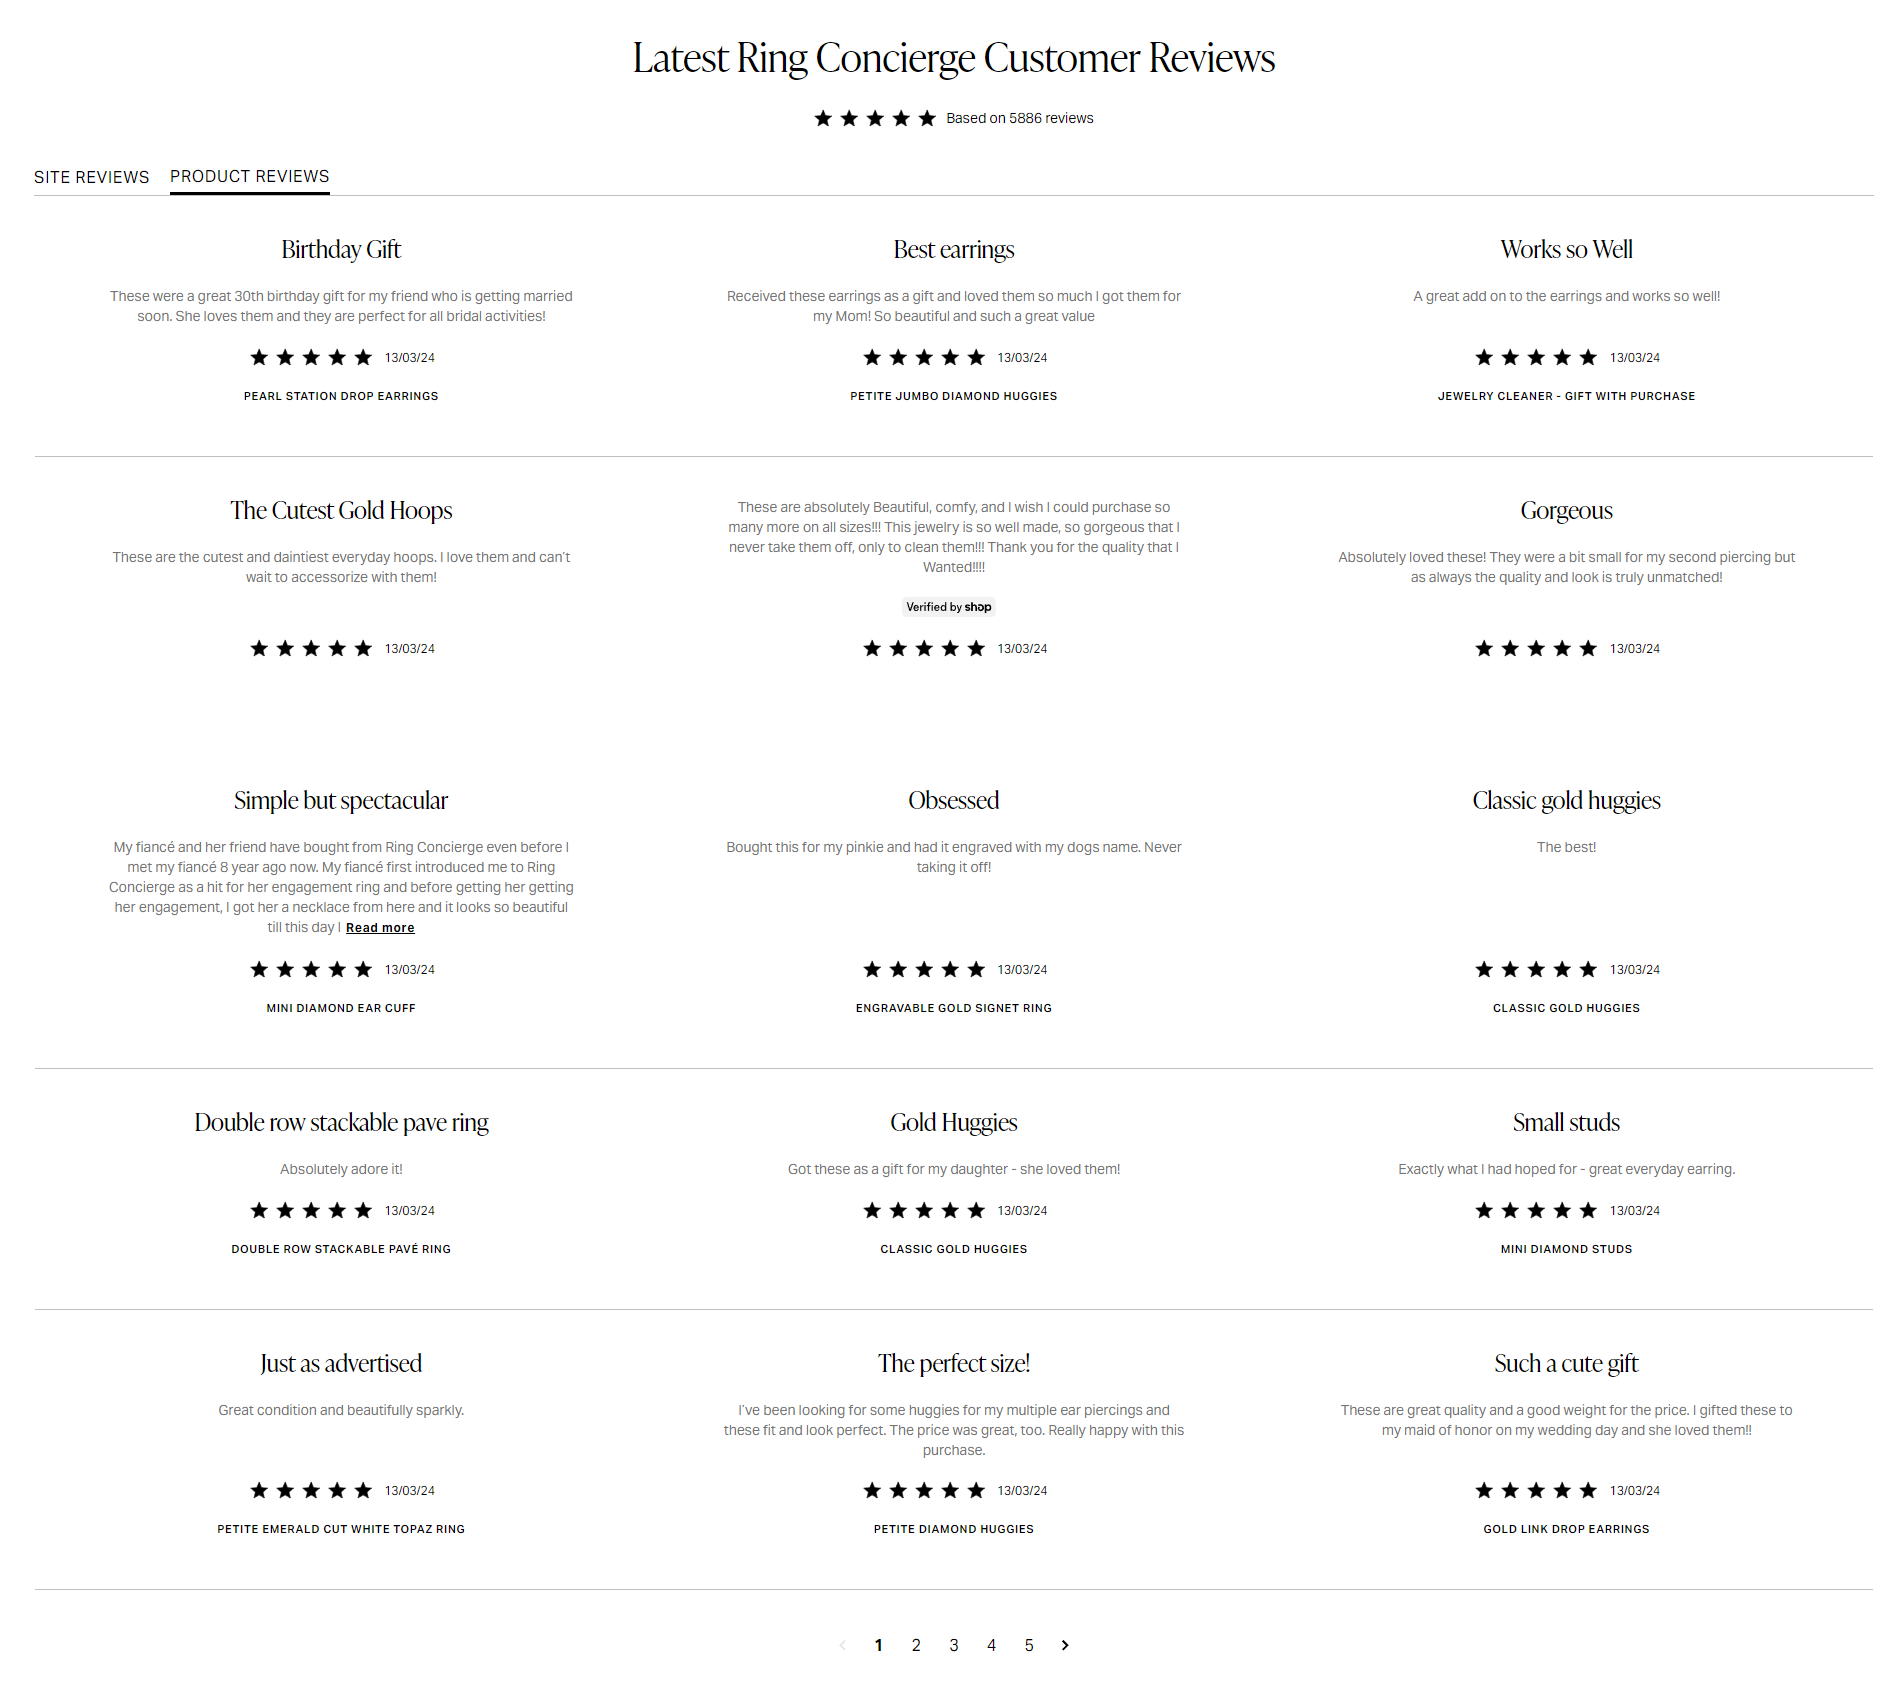 Latest Ring Concierge Customer Reviews
Based on 5886 reviews
SITE REVIEWS
PRODUCT REVIEWS
Birthday Gift
These were a great 30th birthday gift for my friend who is getting married
soon. She loves them and they are perfect for all bridal activities!
13/03/24
PEARL STATION DROP EARRINGS
Best earrings
Received these earrings as a gift and loved them so much I got them for
my Mom! So beautiful and such a great value
13/03/24
PETITE JUMBO DIAMOND HUGGIES
Works so Well
A great add on to the earrings and works so well!
13/03/24
JEWELRY CLEANER - GIFT WITH PURCHASE
The Cutest Gold Hoops
These are the cutest and daintiest everyday hoops. I love them and can't
wait to accessorize with them!
13/03/24
These are absolutely Beautiful, comfy, and I wish I could purchase so
many more on all sizes!!! This jewelry is so well made, so gorgeous that I
never take them off, only to clean them!!! Thank you for the quality that I
Wanted!!!!
Verified by shop
13/03/24
Gorgeous
Absolutely loved these! They were a bit small for my second piercing but
as always the quality and look is truly unmatched!
13/03/24
Simple but spectacular
My fiancé and her friend have bought from Ring Concierge even before I
met my fiancé 8 year ago now. My fiancé first introduced me to Ring
Concierge as a hit for her engagement ring and before getting her getting
her engagement, I got her a necklace from here and it looks so beautiful
till this day I Read more
13/03/24
MINI DIAMOND EAR CUFF
Obsessed
Bought this for my pinkie and had it engraved with my dogs name. Never
taking it off!
13/03/24
ENGRAVABLE GOLD SIGNET RING
Classic gold huggies
The best!
13/03/24
CLASSIC GOLD HUGGIES
Double row stackable pave ring
Absolutely adore it!
13/03/24
DOUBLE ROW STACKABLE PAVÉ RING
Gold Huggies
Got these as a gift for my daughter - she loved them!
13/03/24
CLASSIC GOLD HUGGIES
Small studs
Exactly what I had hoped for - great everyday earring.
13/03/24
MINI DIAMOND STUDS
Just as advertised
Great condition and beautifully sparkly.
13/03/24
PETITE EMERALD CUT WHITE TOPAZ RING
The perfect size!
I've been looking for some huggies for my multiple ear piercings and
these fit and look perfect. The price was great, too. Really happy with this
purchase.
13/03/24
PETITE DIAMOND HUGGIES
Such a cute gift
These are great quality and a good weight for the price. I gifted these to
my maid of honor on my wedding day and she loved them!!
13/03/24
GOLD LINK DROP EARRINGS
1 2 3 4 5